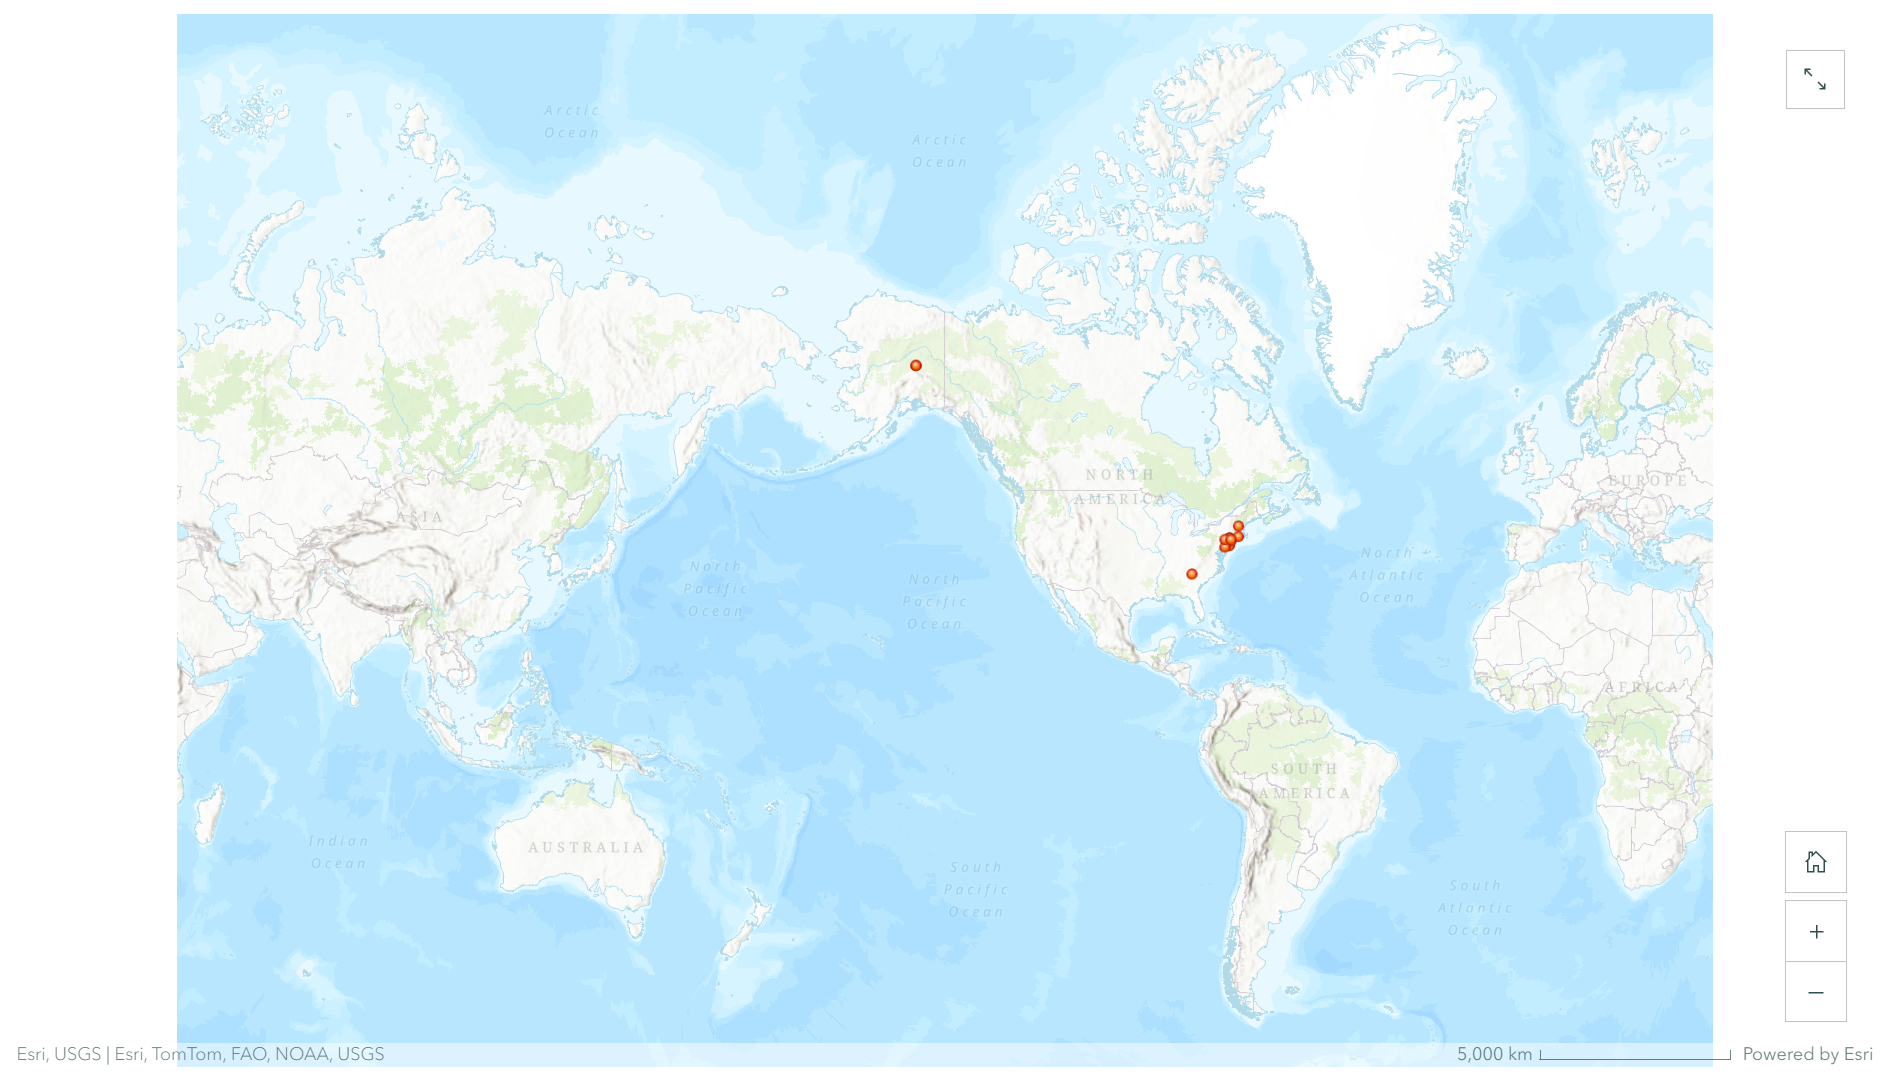 Arctic
Ocean
Arctic
Ocean
NORTH
AMERICA
EUROPE
ASIA
North
Pacific
Ocean
North
Pacific
Ocean
North
Atlantic
Ocean
AFRICA
SOUTH
AMERICA
Indian
Ocean
AUSTRALIA
South
Pacific
Ocean
South
Atlantic
Ocean
Esri, USGS | Esri, TomTom, FAO, NOAA, USGS
5,000 km
Powered by Esri